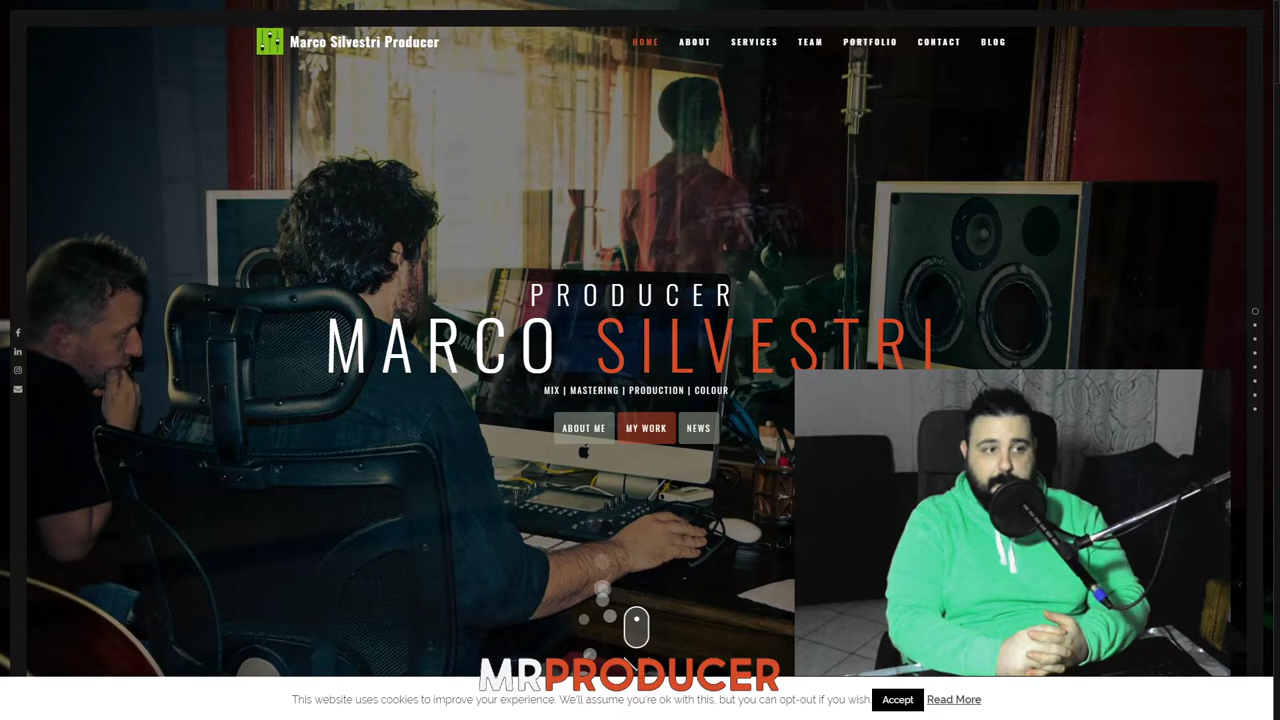 Marco Silvestri Producer
HOME ABOUT SERVICES TEAM PORTFOLIO CONTACT BLOG
PRODUCER
MARCO SILVESTRI
MIX | MASTERING | PRODUCTION | COLOUR
ABOUT ME MY WORK NEWS
MRPRODUCER
This website uses cookies to improve your experience. We'll assume you're ok with this, but you can opt-out if you wish. Accept Read More